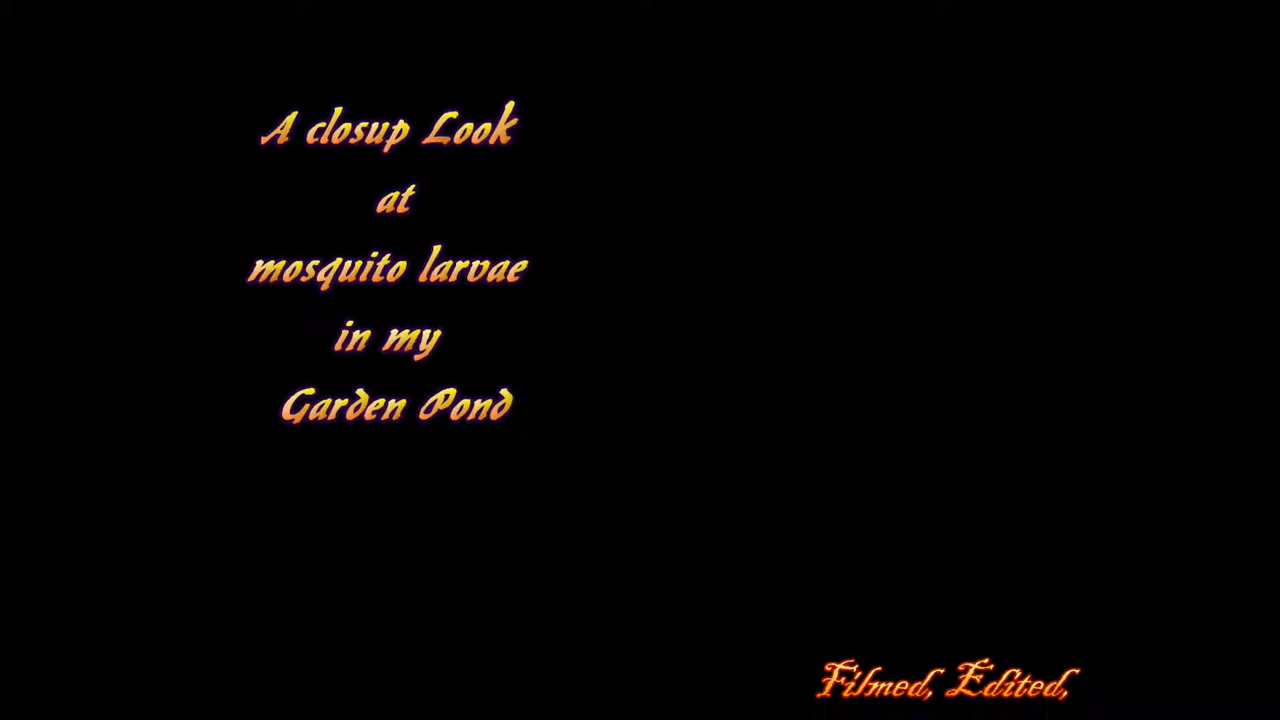 A closup Look
at
mosquito larvae
in my
Garden Pond
Filmed, Edited,